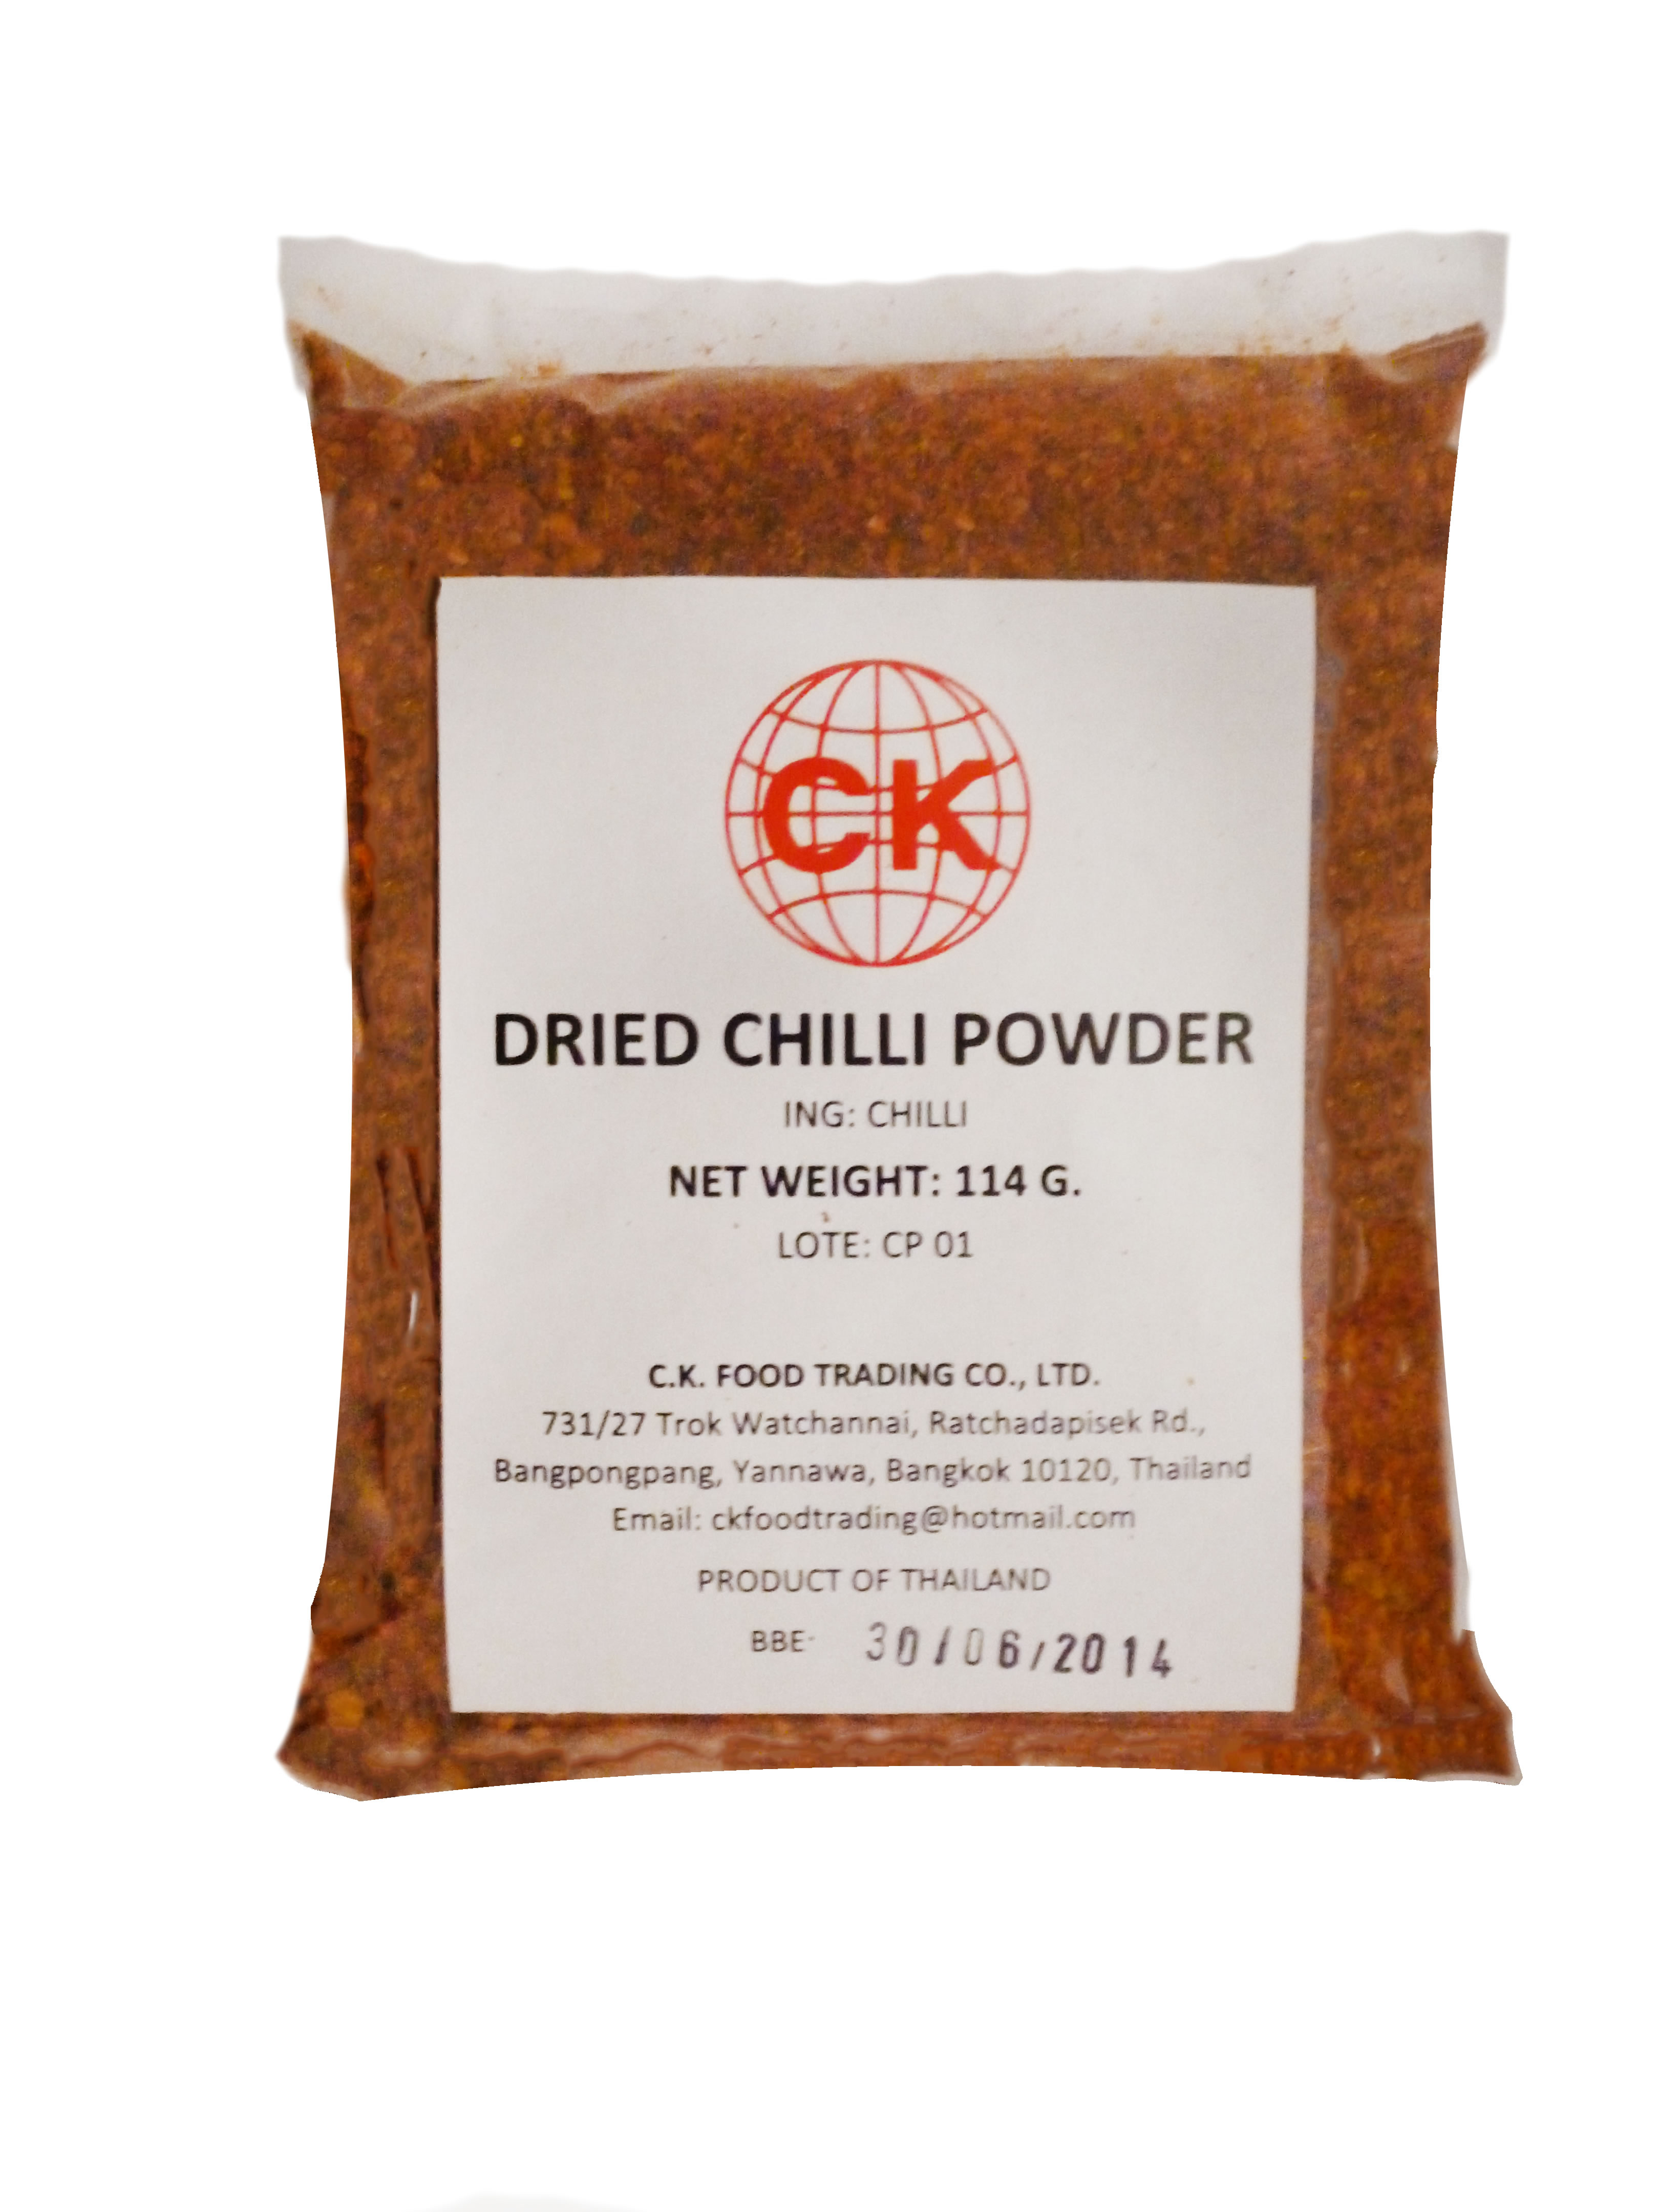 CK
DRIED CHILLI POWDER
ING: CHILLI
NET WEIGHT: 114 G.
LOTE: CP 01
C.K. FOOD TRADING CO., LTD.
731/27 Trok Watchannai, Ratchadapisek Rd.,
Bangpongpang, Yannawa, Bangkok 10120, Thailand
Email: ckfoodtrading@hotmail.com
PRODUCT OF THAILAND
BBE: 30/06/2014